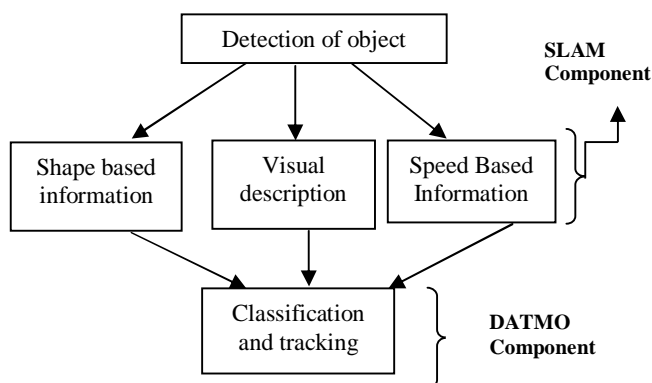 Detection of object
SLAM
Component
Shape based
information
Visual
description
Speed Based
Information
Classification
and tracking
DATMO
Component